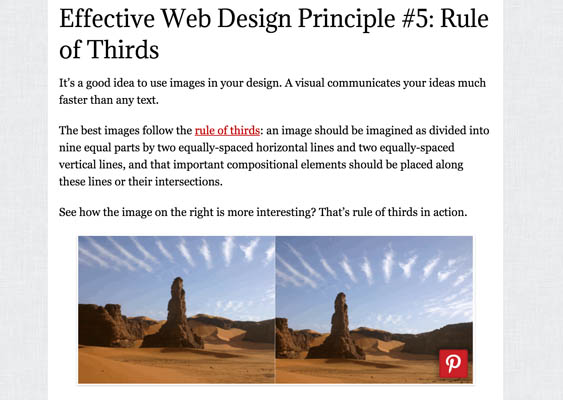 Effective Web Design Principle #5: Rule
of Thirds
It’s a good idea to use images in your design. A visual communicates your ideas much
faster than any text.
The best images follow the rule of thirds: an image should be imagined as divided into
nine equal parts by two equally-spaced horizontal lines and two equally-spaced
vertical lines, and that important compositional elements should be placed along
these lines or their intersections.
See how the image on the right is more interesting? That’s rule of thirds in action.